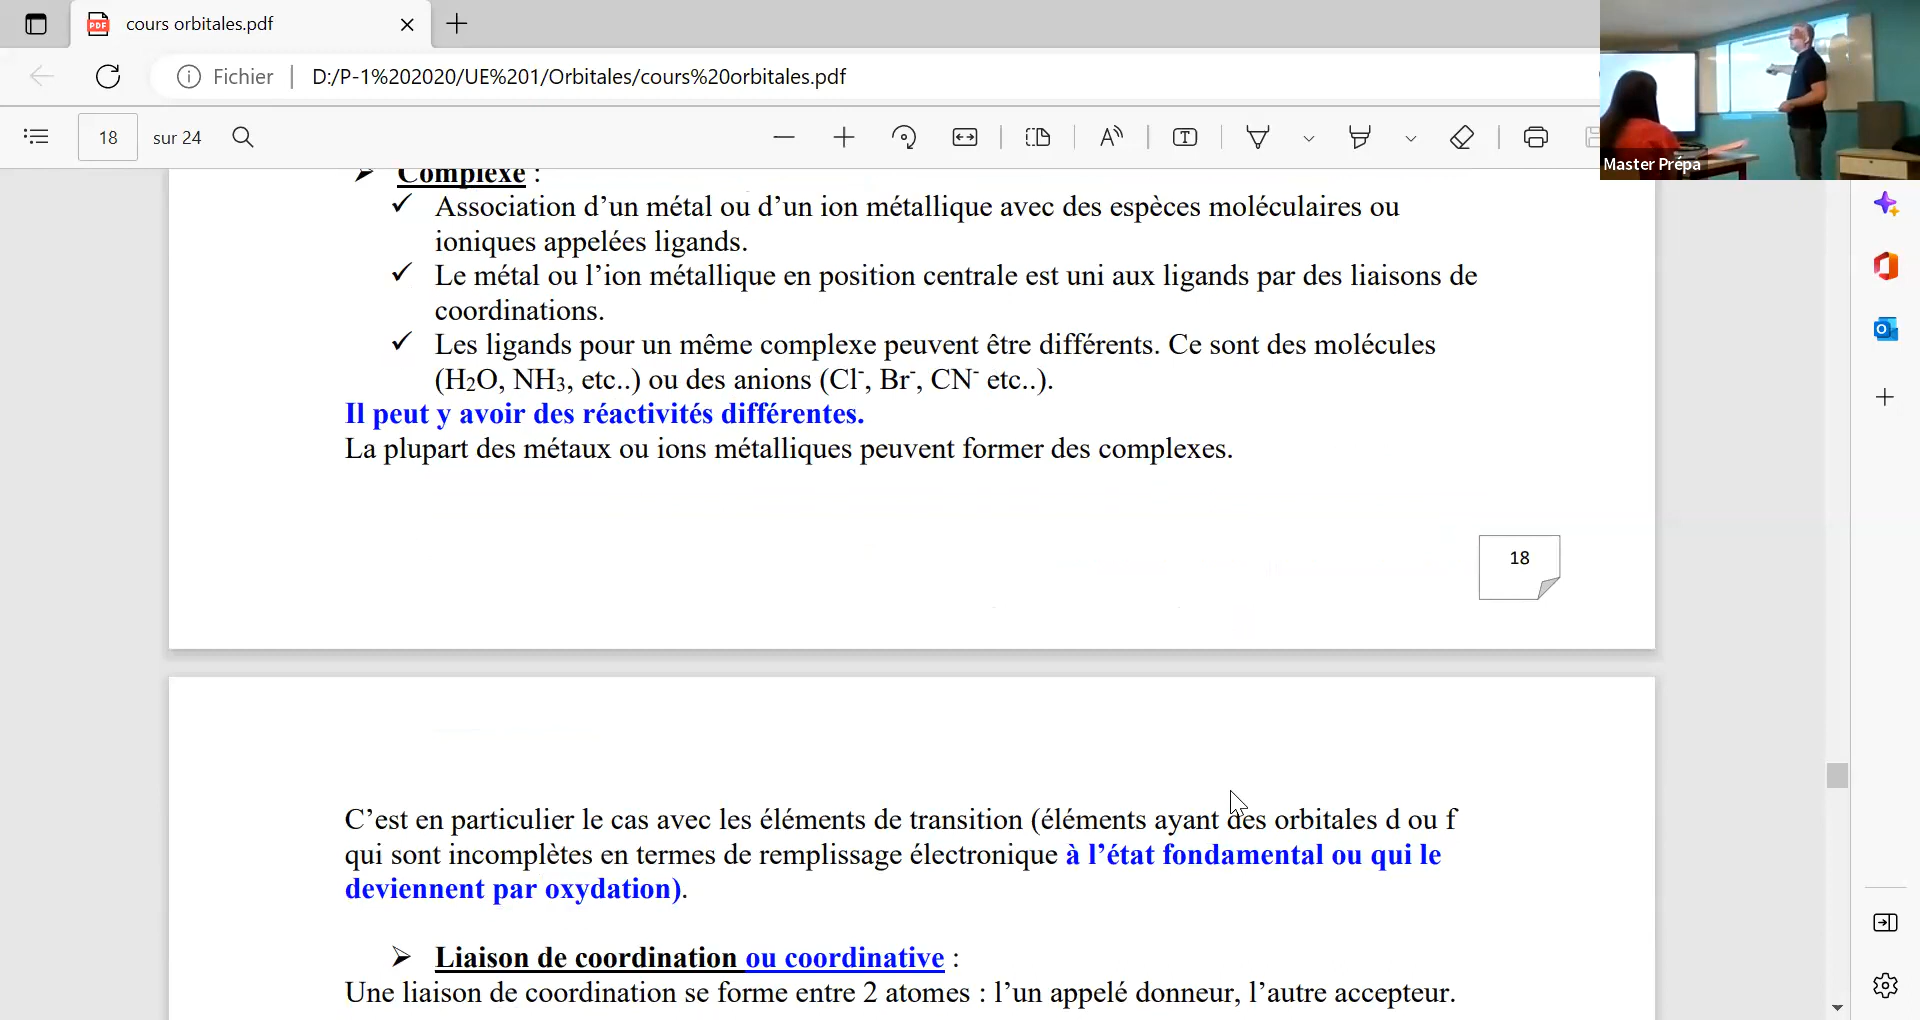 cours orbitales.pdf
Fichier | D:/P-1%202020/UE%201/Orbitales/cours%20orbitales.pdf
18 sur 24
Master Prépa
➤ Complexe :
✓ Association d’un métal ou d’un ion métallique avec des espèces moléculaires ou
ioniques appelées ligands.
✓ Le métal ou l’ion métallique en position centrale est uni aux ligands par des liaisons de
coordinations.
✓ Les ligands pour un même complexe peuvent être différents. Ce sont des molécules
(H₂O, NH₃, etc..) ou des anions (Cl⁻, Br⁻, CN⁻ etc..).
Il peut y avoir des réactivités différentes.
La plupart des métaux ou ions métalliques peuvent former des complexes.
18
C’est en particulier le cas avec les éléments de transition (éléments ayant des orbitales d ou f
qui sont incomplètes en termes de remplissage électronique à l’état fondamental ou qui le
deviennent par oxydation).
➤ Liaison de coordination ou coordinative :
Une liaison de coordination se forme entre 2 atomes : l’un appelé donneur, l’autre accepteur.